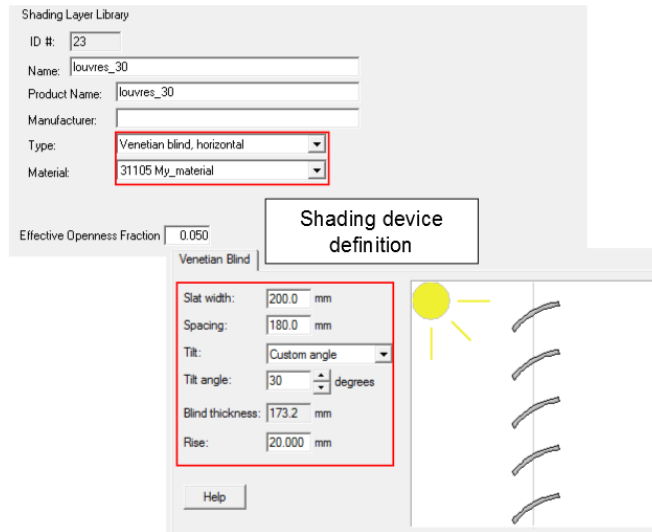 Shading Layer Library
ID #: 23
Name: louvres_30
Product Name: louvres_30
Manufacturer:
Type: Venetian blind, horizontal
Material: 31105 My_material
Effective Openness Fraction 0.050
Shading device
definition
Venetian Blind
Slat width: 200.0 mm
Spacing: 180.0 mm
Tilt: Custom angle
Tilt angle: 30 degrees
Blind thickness: 173.2 mm
Rise: 20.000 mm
Help